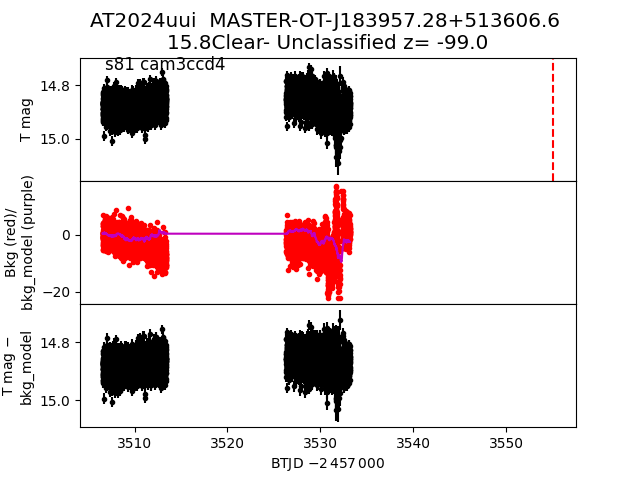 AT2024uui MASTER-OT-J183957.28+513606.6
15.8Clear- Unclassified z= -99.0
s81 cam3ccd4
T mag
14.8
15.0
Bkg (red)/
bkg_model (purple)
0
−20
T mag −
bkg_model
14.8
15.0
3510 3520 3530 3540 3550
BTJD −2 457 000